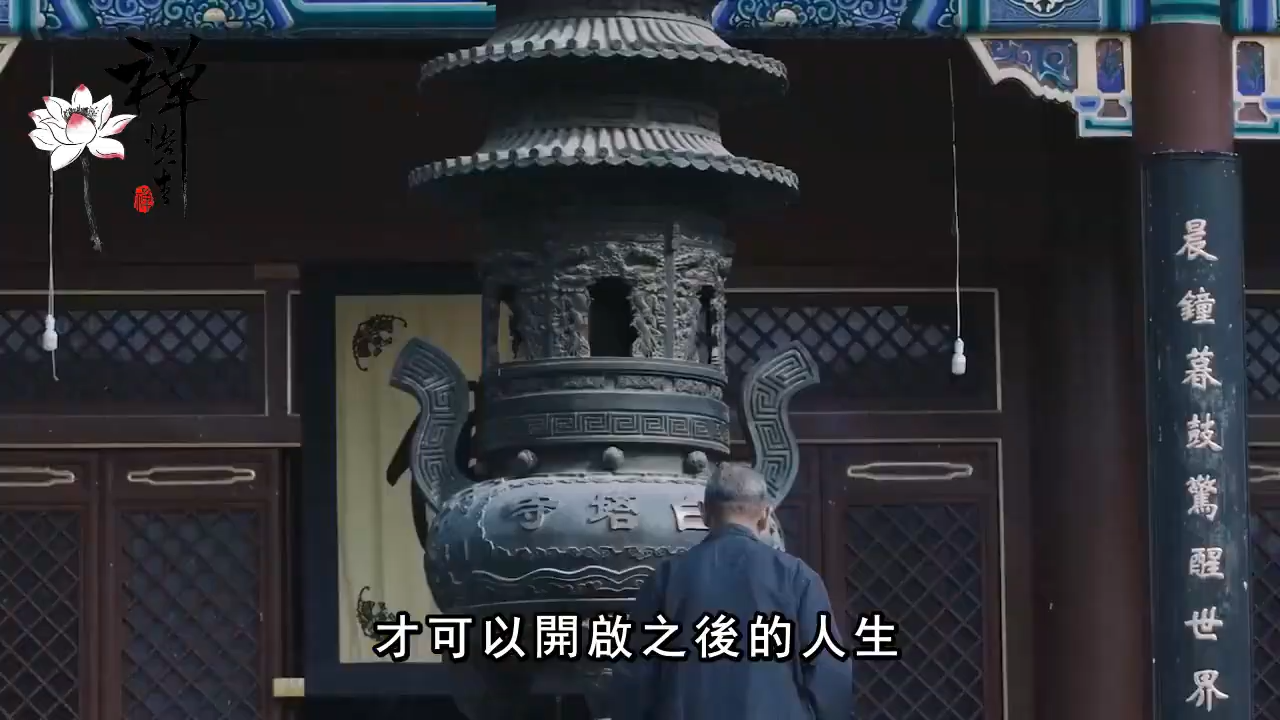 禪
寺塔白
晨鐘暮鼓驚醒世界
才可以開啟之後的人生